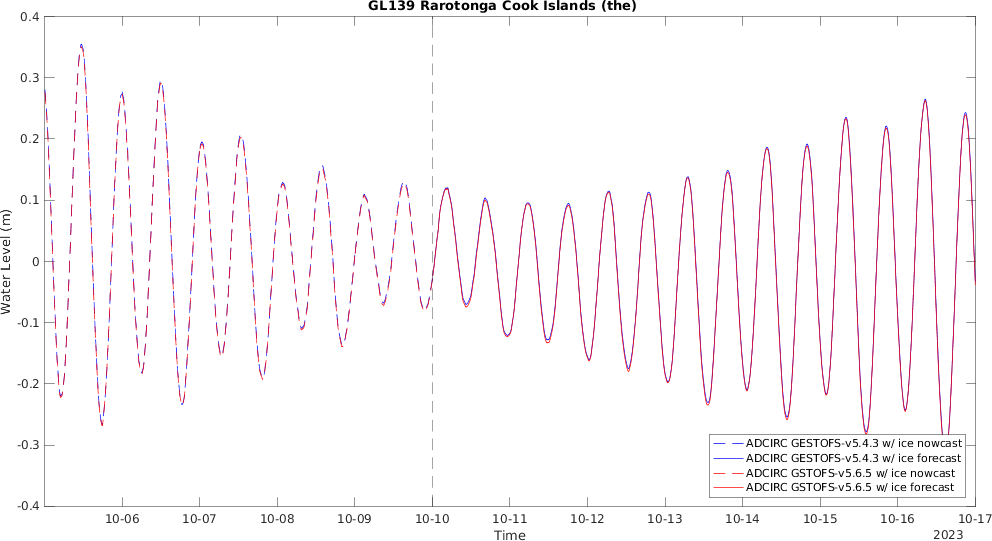 GL139 Rarotonga Cook Islands (the)
Water Level (m)
0.4
0.3
0.2
0.1
0
-0.1
-0.2
-0.3
-0.4
ADCIRC GESTOFS-v5.4.3 w/ ice nowcast
ADCIRC GESTOFS-v5.4.3 w/ ice forecast
ADCIRC GSTOFS-v5.6.5 w/ ice nowcast
ADCIRC GSTOFS-v5.6.5 w/ ice forecast
10-06 10-07 10-08 10-09 10-10 10-11 10-12 10-13 10-14 10-15 10-16 10-17
Time
2023